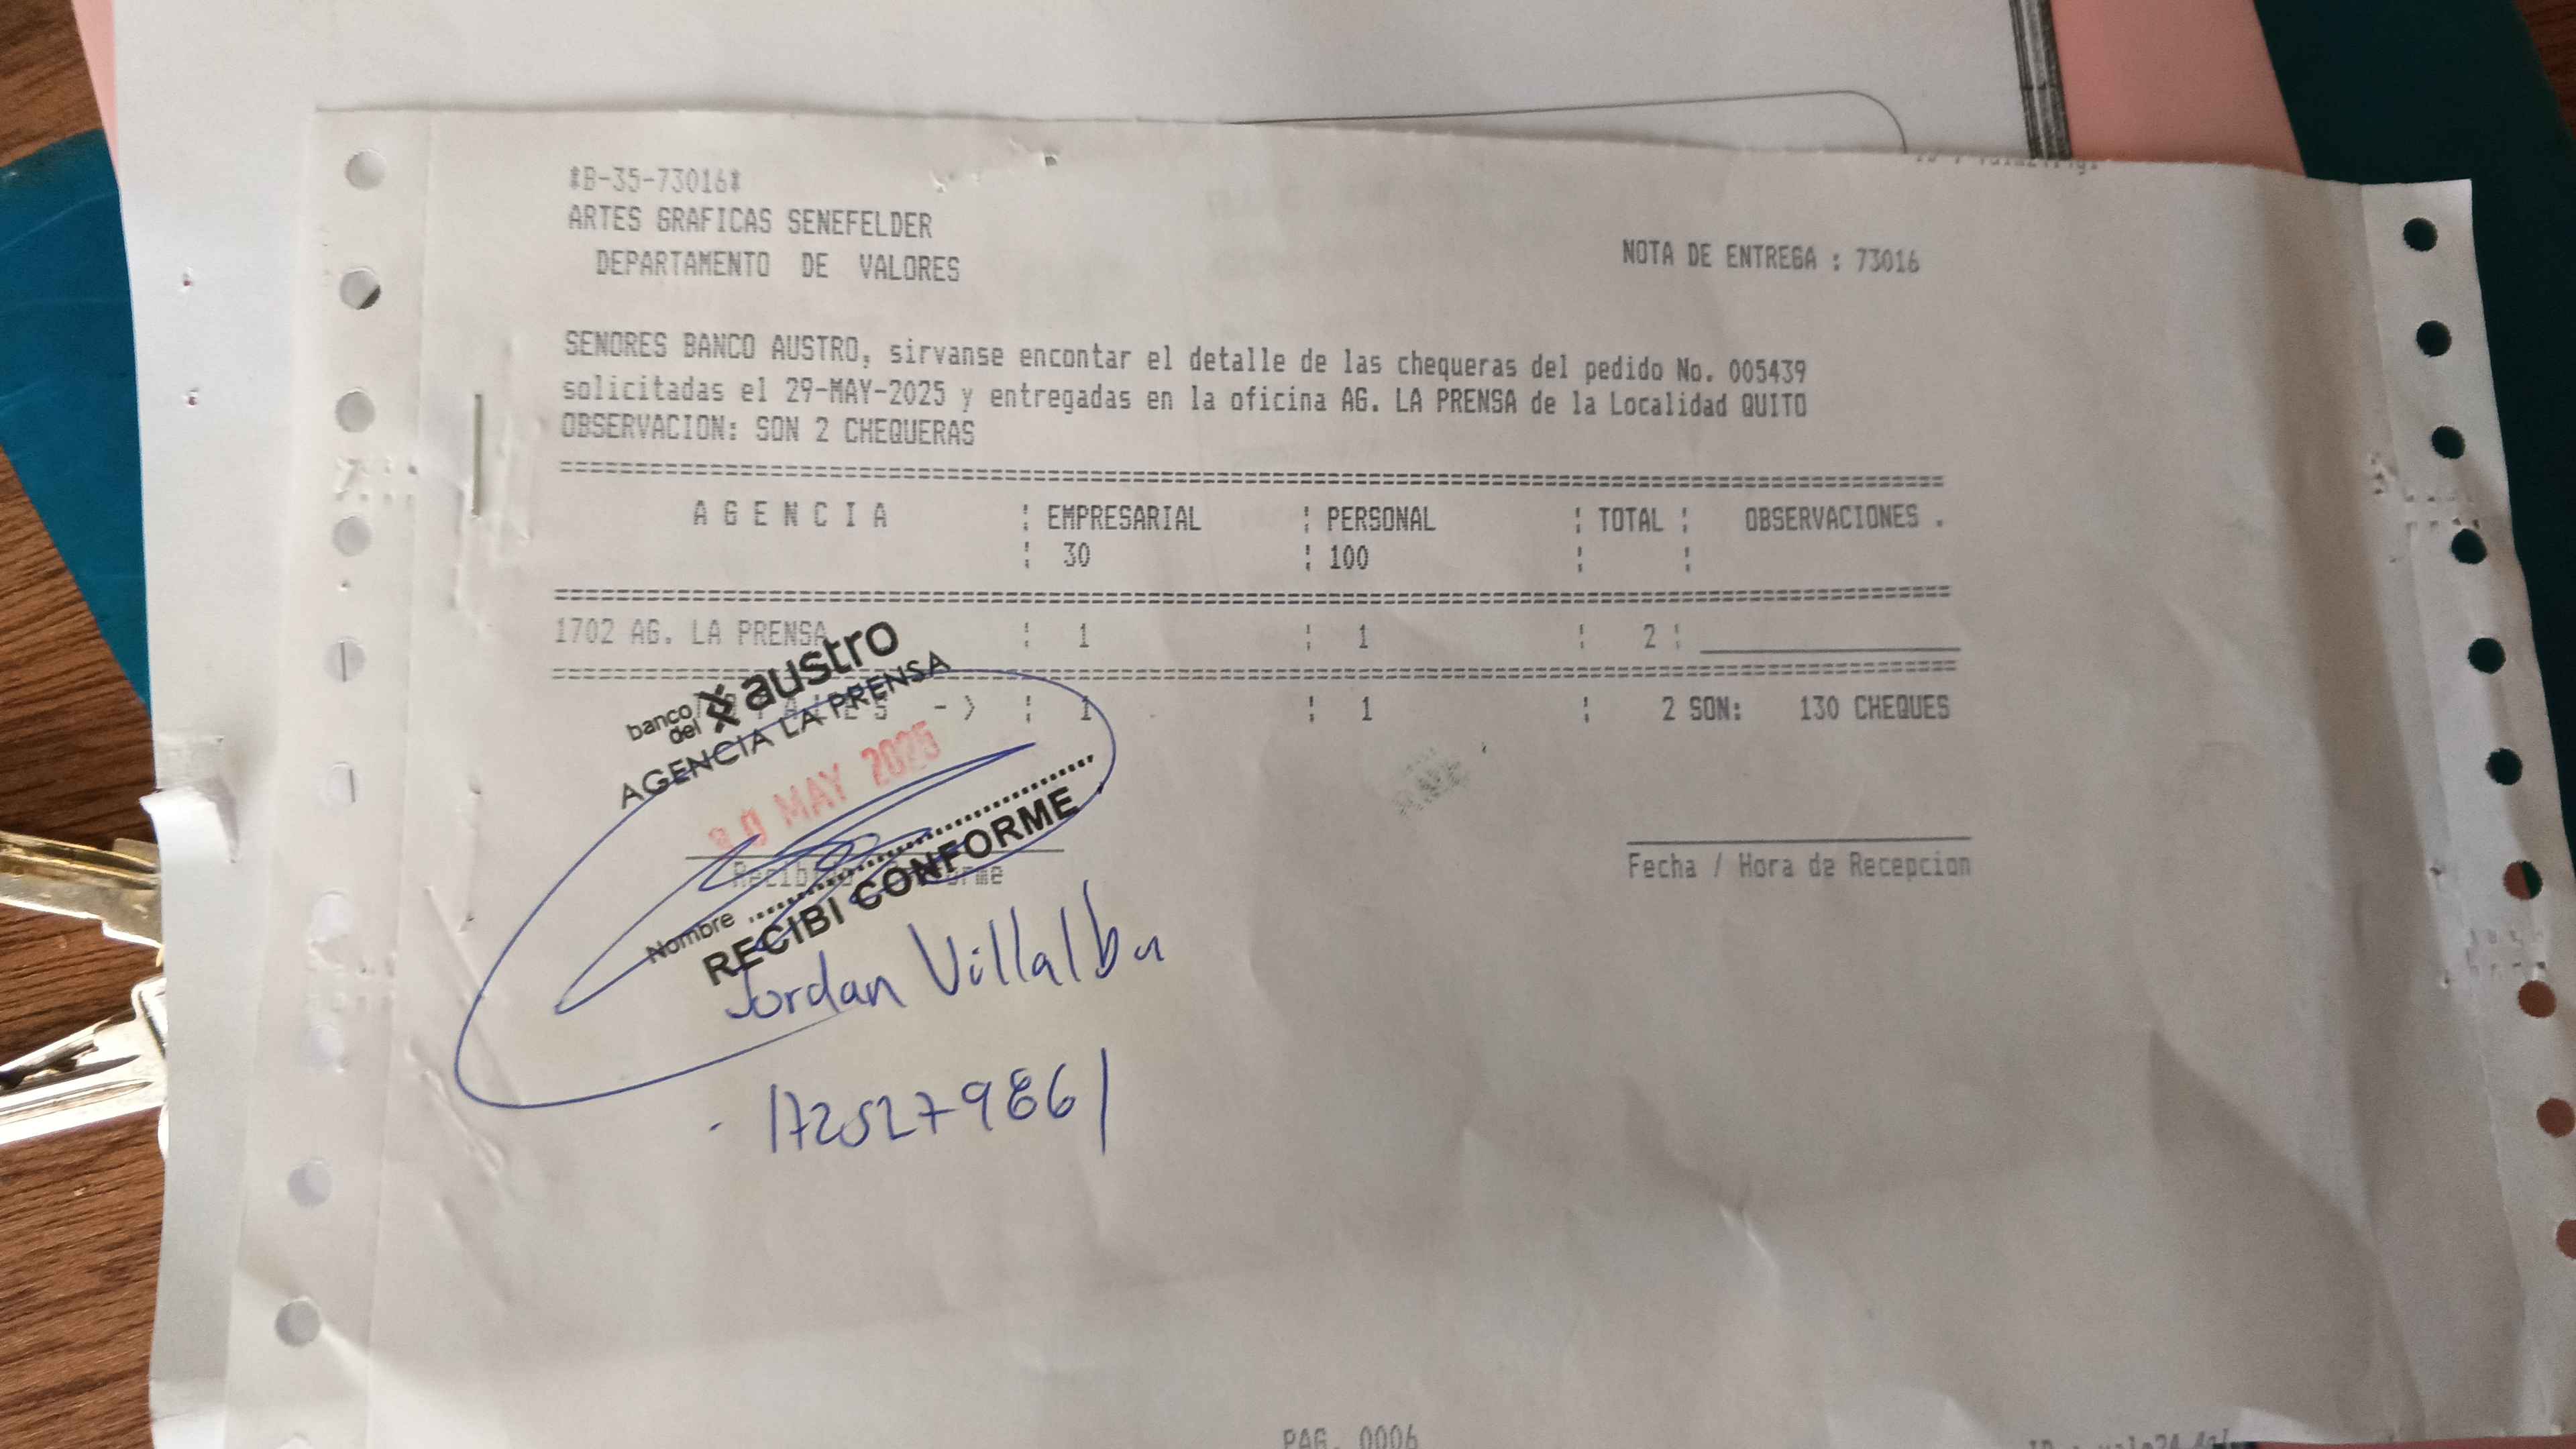 *B-35-73016*
ARTES GRAFICAS SENEFELDER
DEPARTAMENTO DE VALORES
NOTA DE ENTREGA : 73016
SENORES BANCO AUSTRO, sirvanse encontar el detalle de las chequeras del pedido No. 005439
solicitadas el 29-MAY-2025 y entregadas en la oficina AG. LA PRENSA de la Localidad QUITO
OBSERVACION: SON 2 CHEQUERAS
A G E N C I A ¦ EMPRESARIAL ¦ PERSONAL ¦ TOTAL ¦ OBSERVACIONES .
¦ 30 ¦ 100 ¦ ¦
1702 AG. LA PRENSA ¦ 1 ¦ 1 ¦ 2 ¦
-> ¦ 1 ¦ 1 ¦ 2 SON: 130 CHEQUES
banco del austro
AGENCIA LA PRENSA
30 MAY 2025
Fecha / Hora de Recepcion
Nombre
RECIBI CONFORME
Jordan Villalba
1725279861
PAG. 0006